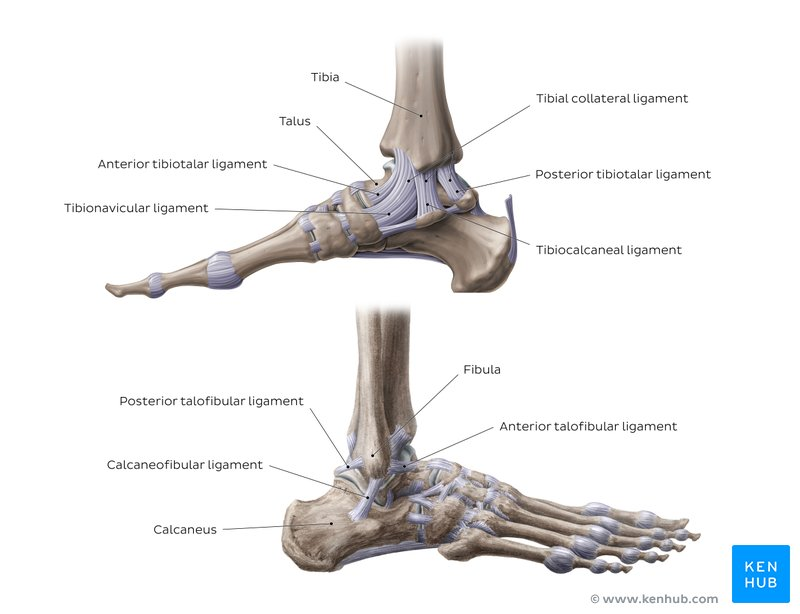 Tibia
Tibial collateral ligament
Talus
Anterior tibiotalar ligament
Posterior tibiotalar ligament
Tibionavicular ligament
Tibiocalcaneal ligament
Fibula
Posterior talofibular ligament
Anterior talofibular ligament
Calcaneofibular ligament
Calcaneus
KEN
HUB
© www.kenhub.com